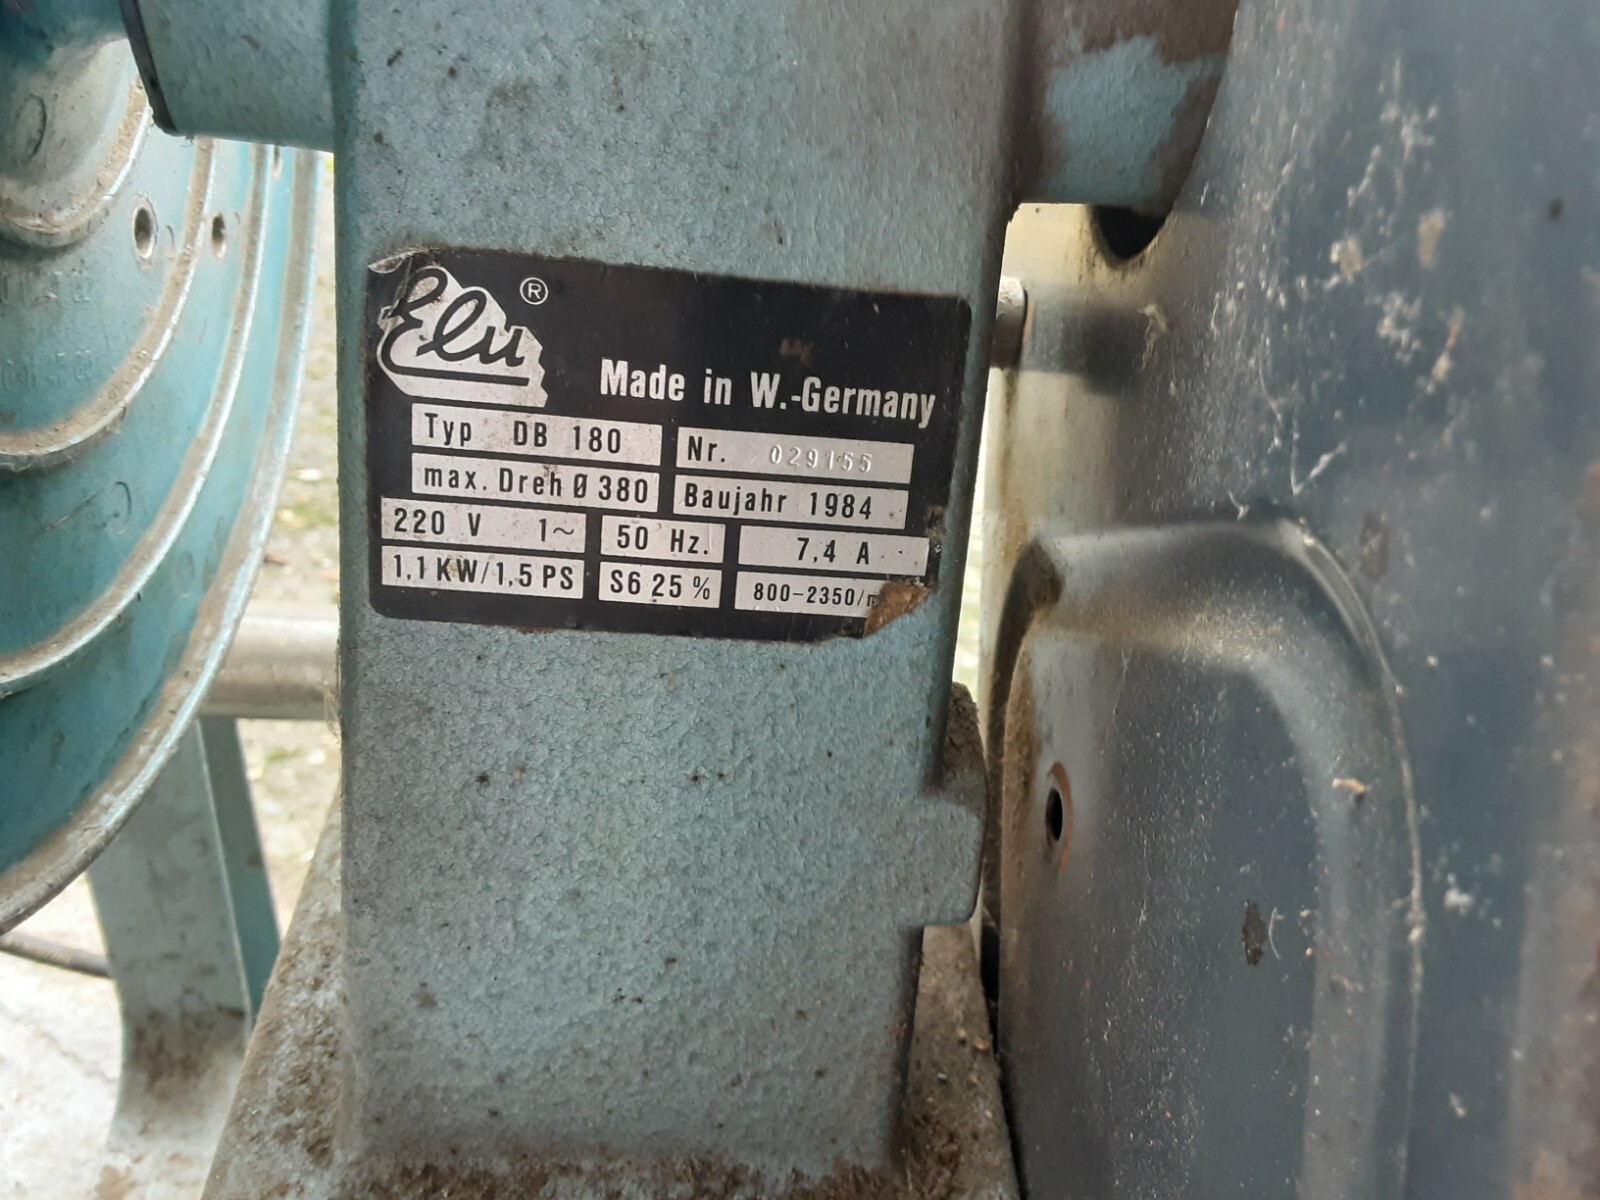 Elu ®
Made in W.-Germany
Typ DB 180
Nr. 029155
max. Dreh Ø 380
Baujahr 1984
220 V 1~
50 Hz.
7,4 A
1,1 KW/1,5 PS
S6 25 %
800-2350/